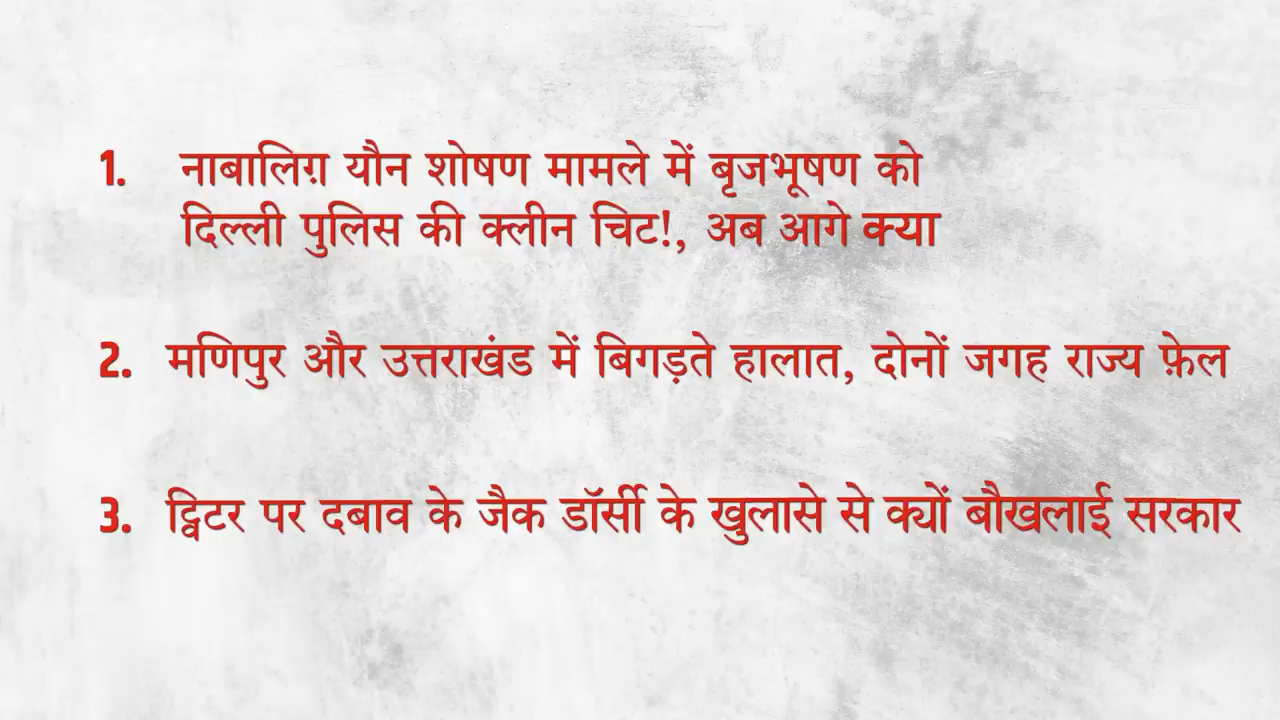 1. नाबालिग़ यौन शोषण मामले में बृजभूषण को
दिल्ली पुलिस की क्लीन चिट!, अब आगे क्या
2. मणिपुर और उत्तराखंड में बिगड़ते हालात, दोनों जगह राज्य फ़ेल
3. ट्विटर पर दबाव के जैक डॉर्सी के खुलासे से क्यों बौखलाई सरकार